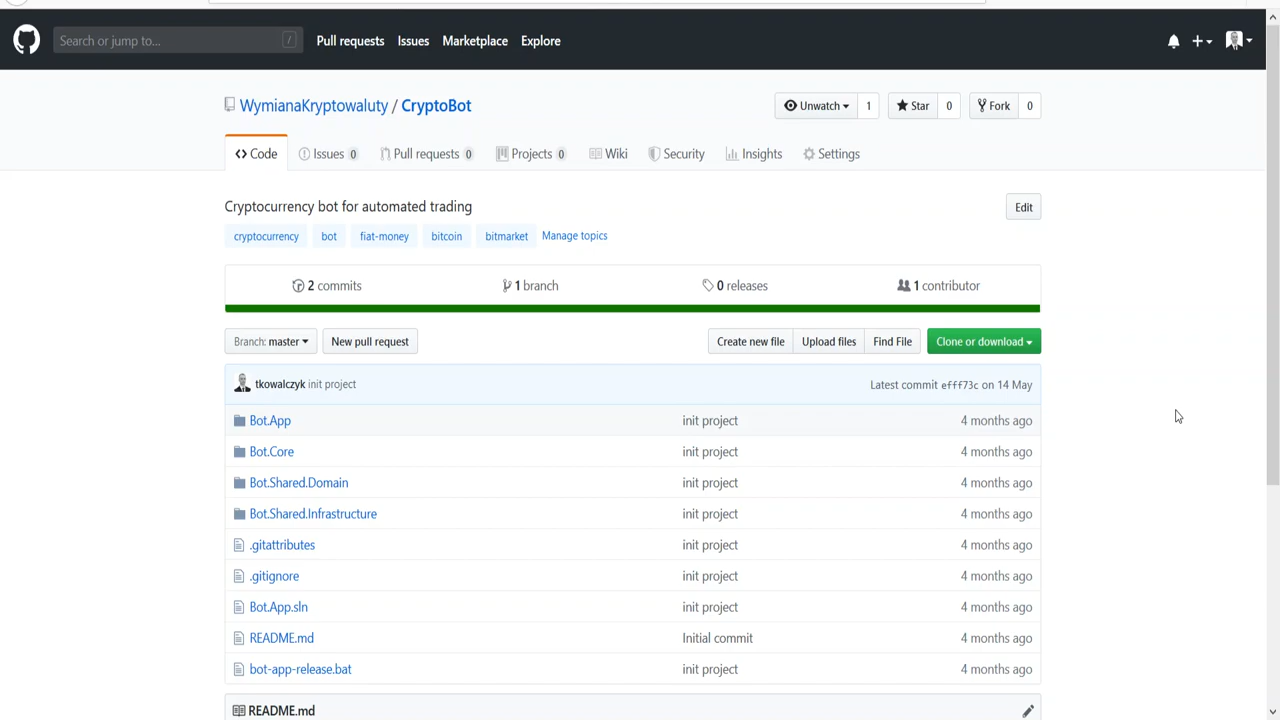 Search or jump to... /
Pull requests Issues Marketplace Explore
WymianaKryptowaluty / CryptoBot
Unwatch 1 Star 0 Fork 0
Code Issues 0 Pull requests 0 Projects 0 Wiki Security Insights Settings
Cryptocurrency bot for automated trading
Edit
cryptocurrency bot fiat-money bitcoin bitmarket Manage topics
2 commits 1 branch 0 releases 1 contributor
Branch: master New pull request Create new file Upload files Find File Clone or download
tkowalczyk init project Latest commit efff73c on 14 May
Bot.App init project 4 months ago
Bot.Core init project 4 months ago
Bot.Shared.Domain init project 4 months ago
Bot.Shared.Infrastructure init project 4 months ago
.gitattributes init project 4 months ago
.gitignore init project 4 months ago
Bot.App.sln init project 4 months ago
README.md Initial commit 4 months ago
bot-app-release.bat init project 4 months ago
README.md